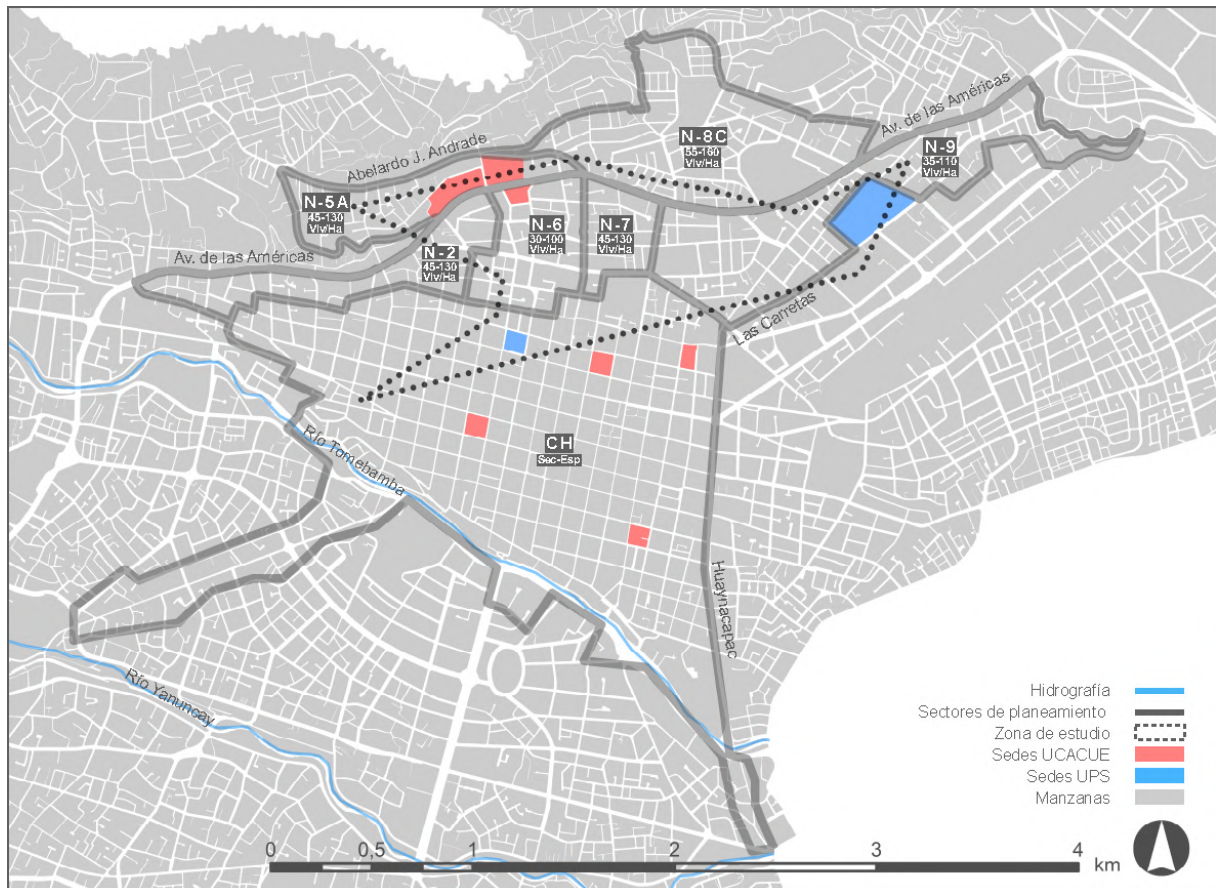 Av. de las Américas
N-8C
55-160
Viv/Ha
N-9
35-110
Viv/Ha
Abelardo J. Andrade
N-5A
45-130
Viv/Ha
N-6
30-100
Viv/Ha
N-7
45-130
Viv/Ha
N-2
45-130
Viv/Ha
Av. de las Américas
Las Carretas
CH
Sec-Esp
Río Tomebamba
Huaynacapac
Río Yanuncay
Hidrografía
Sectores de planeamiento
Zona de estudio
Sedes UCACUE
Sedes UPS
Manzanas
0 0,5 1 2 3 4
km